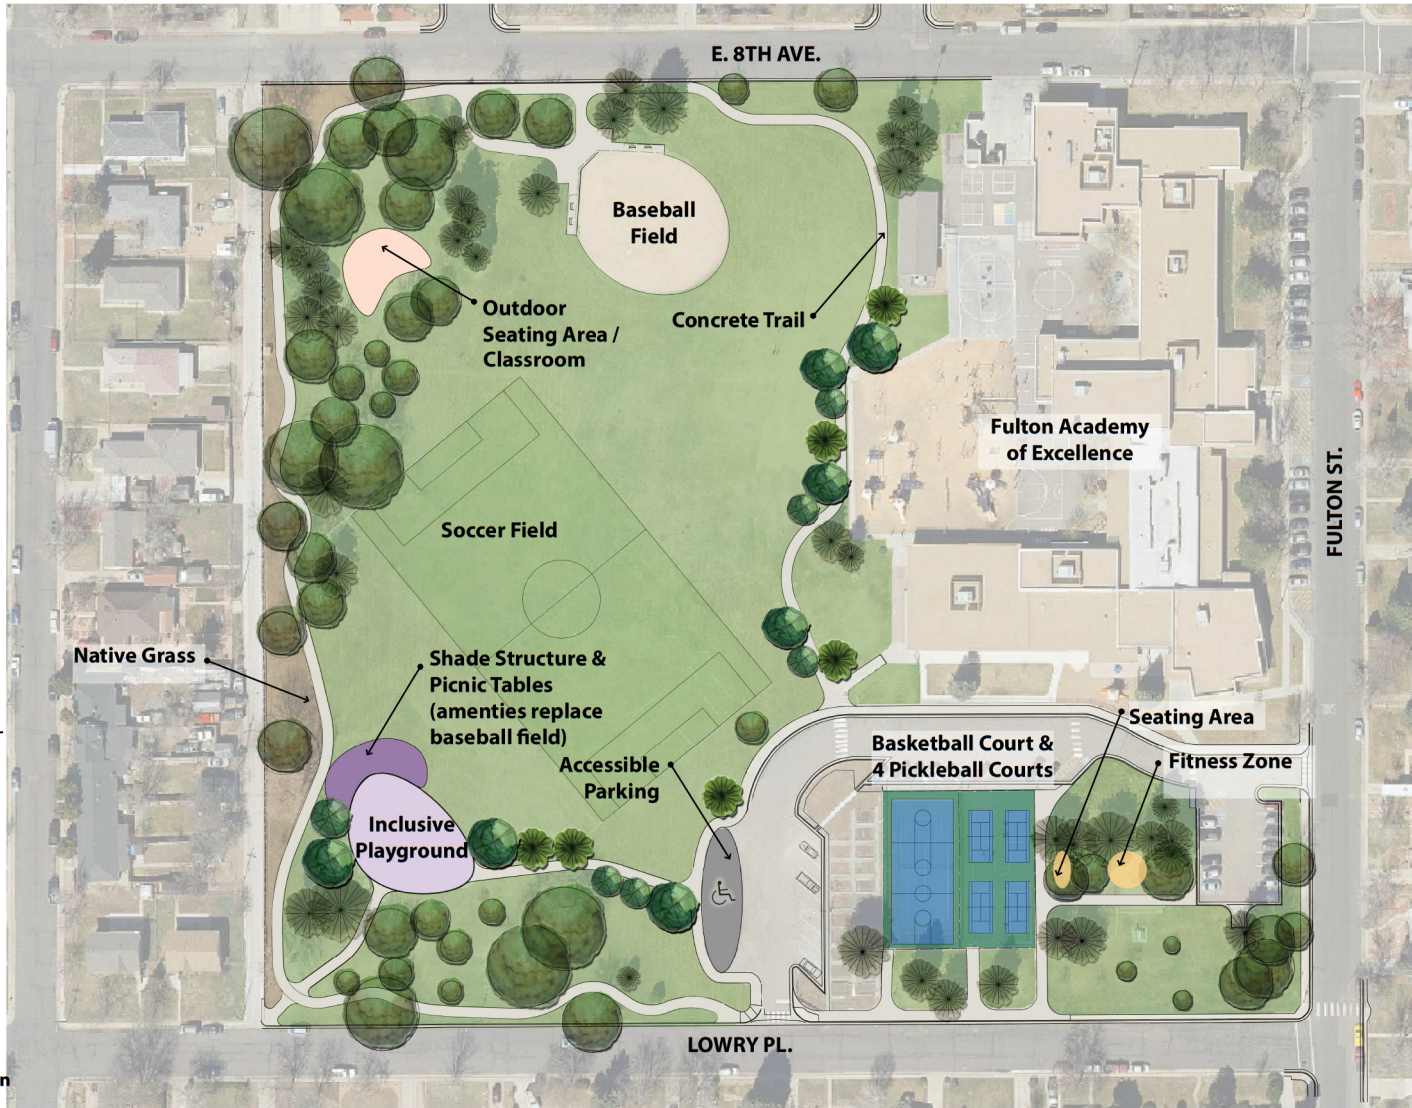 E. 8TH AVE.
Baseball
Field
Outdoor
Seating Area /
Classroom
Concrete Trail
Fulton Academy
of Excellence
FULTON ST.
Soccer Field
Native Grass
Shade Structure &
Picnic Tables
(amenties replace
baseball field)
Accessible
Parking
Seating Area
Basketball Court &
4 Pickleball Courts
Fitness Zone
Inclusive
Playground
LOWRY PL.
n